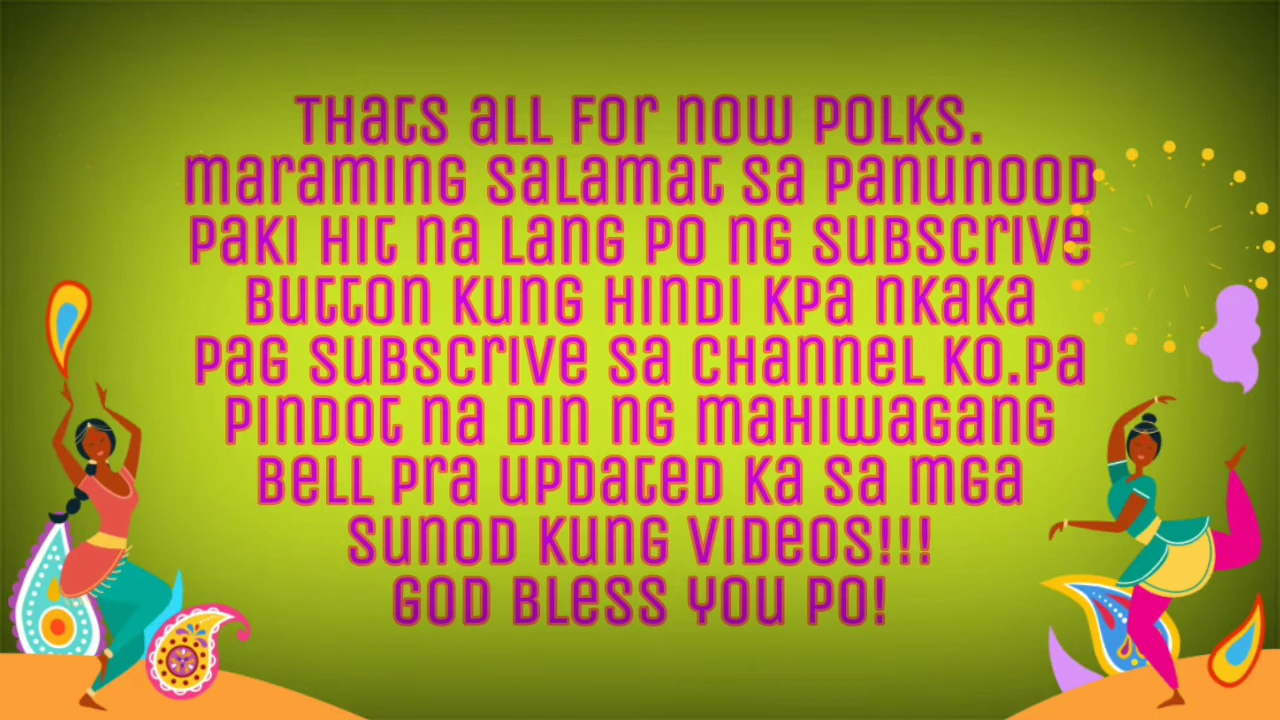 THats aLL For now POLKS.
maramING saLamat sa Panunood
PaKI HIt na LanG PO nG suBscrIve
Button KunG HInDI KPa nKaKa
PaG suBscrIve sa cHanneL KO.Pa
PInDOt na DIn nG maHIwaGanG
BeLL Pra uPDateD Ka sa mGa
sunOD KunG vIDeos!!!
GOD BLess yOu PO!